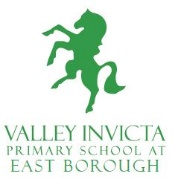 VALLEY INVICTA
PRIMARY SCHOOL AT
EAST BOROUGH